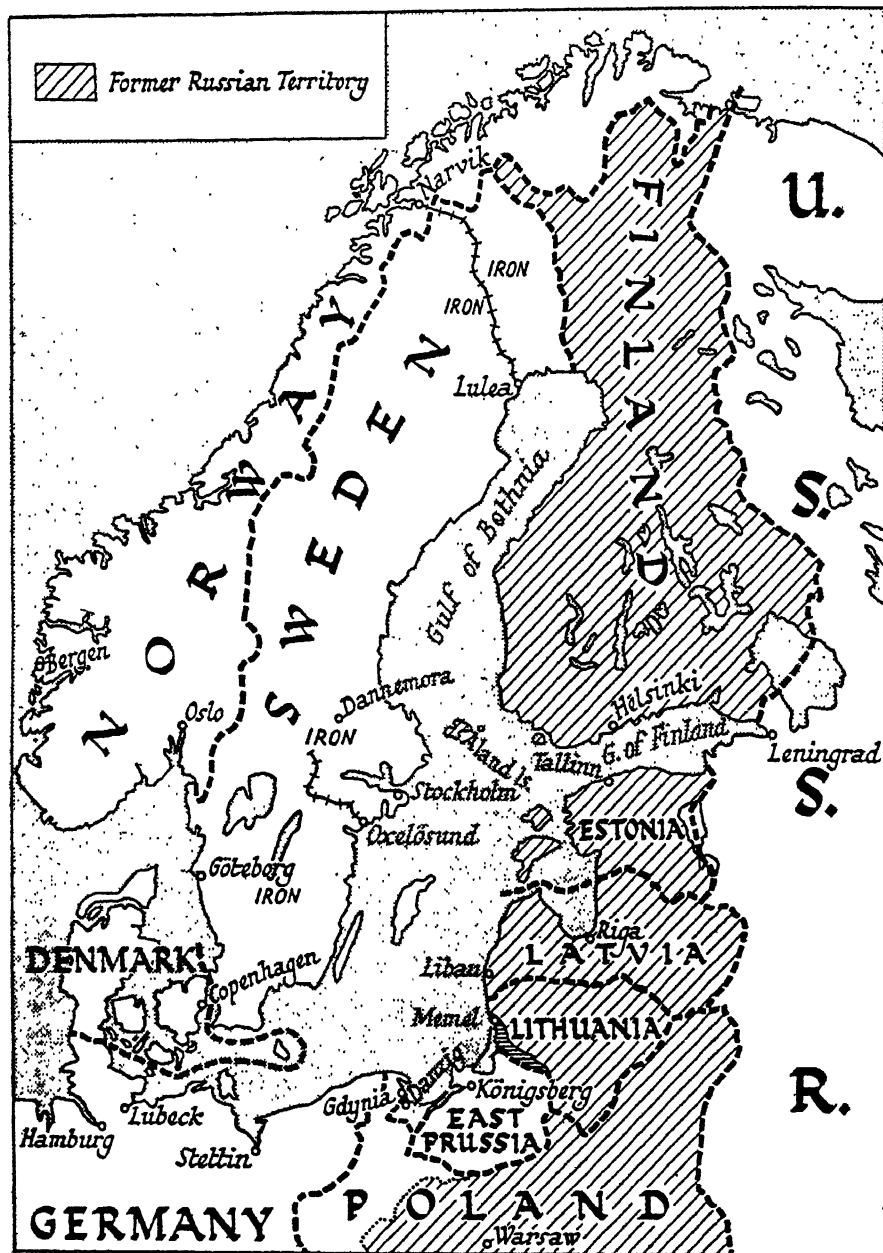 Former Russian Territory
Narvik
FINLAND
U.
IRON
IRON
NORWAY
SWEDEN
Lulea
Gulf of Bothnia
S.
Bergen
Oslo
Dannemora
IRON
Helsinki
Åland Is.
Tallinn
G. of Finland
Leningrad
Stockholm
Oxelösund
S.
ESTONIA
Göteborg
IRON
DENMARK
Copenhagen
Riga
LATVIA
Libau
Memel
LITHUANIA
Danzig
Gdynia
Königsberg
EAST
PRUSSIA
R.
Hamburg
Lübeck
Stettin
GERMANY
POLAND
Warsaw